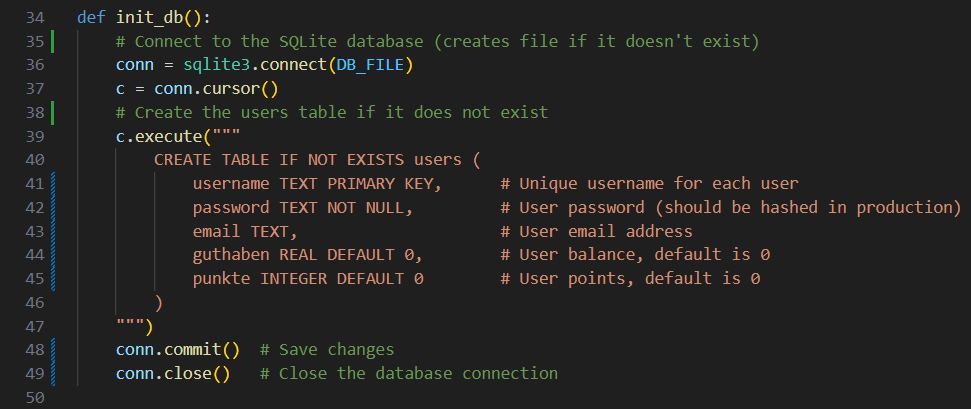 34 def init_db():
35 # Connect to the SQLite database (creates file if it doesn't exist)
36 conn = sqlite3.connect(DB_FILE)
37 c = conn.cursor()
38 # Create the users table if it does not exist
39 c.execute("""
40 CREATE TABLE IF NOT EXISTS users (
41 username TEXT PRIMARY KEY, # Unique username for each user
42 password TEXT NOT NULL, # User password (should be hashed in production)
43 email TEXT, # User email address
44 guthaben REAL DEFAULT 0, # User balance, default is 0
45 punkte INTEGER DEFAULT 0 # User points, default is 0
46 )
47 """)
48 conn.commit() # Save changes
49 conn.close() # Close the database connection
50